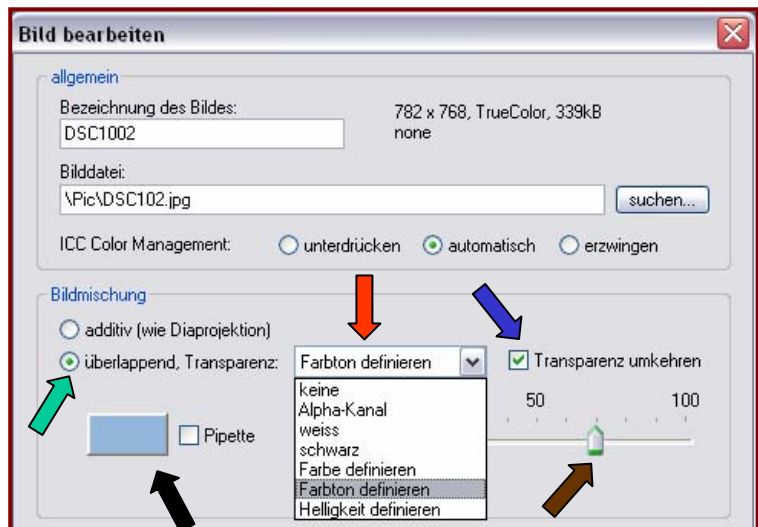 Bild bearbeiten
allgemein
Bezeichnung des Bildes:
782 x 768, TrueColor, 339kB
DSC1002
none
Bilddatei:
\Pic\DSC102.jpg
suchen...
ICC Color Management: unterdrücken automatisch erzwingen
Bildmischung
additiv (wie Diaprojektion)
überlappend, Transparenz: Farbton definieren Transparenz umkehren
keine
Alpha-Kanal
weiss
schwarz
Farbe definieren
Farbton definieren
Helligkeit definieren
50 100
Pipette